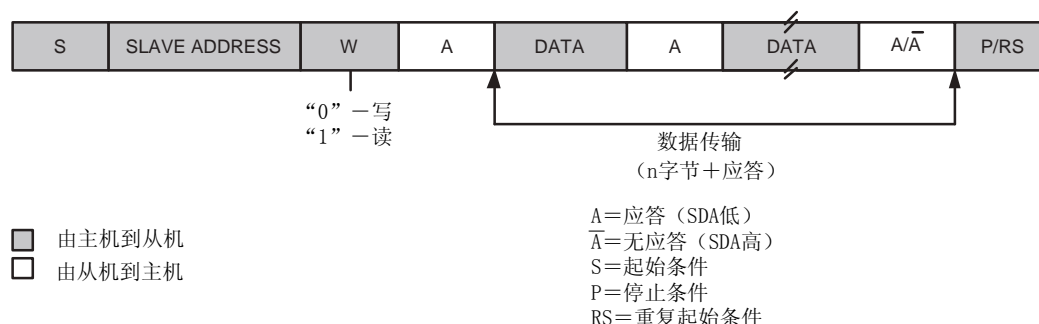 S SLAVE ADDRESS W A DATA A DATA A/A̅ P/RS
“0”－写
“1”－读
数据传输
（n字节＋应答）
A＝应答（SDA低）
A̅＝无应答（SDA高）
S＝起始条件
P＝停止条件
RS＝重复起始条件
由主机到从机
由从机到主机